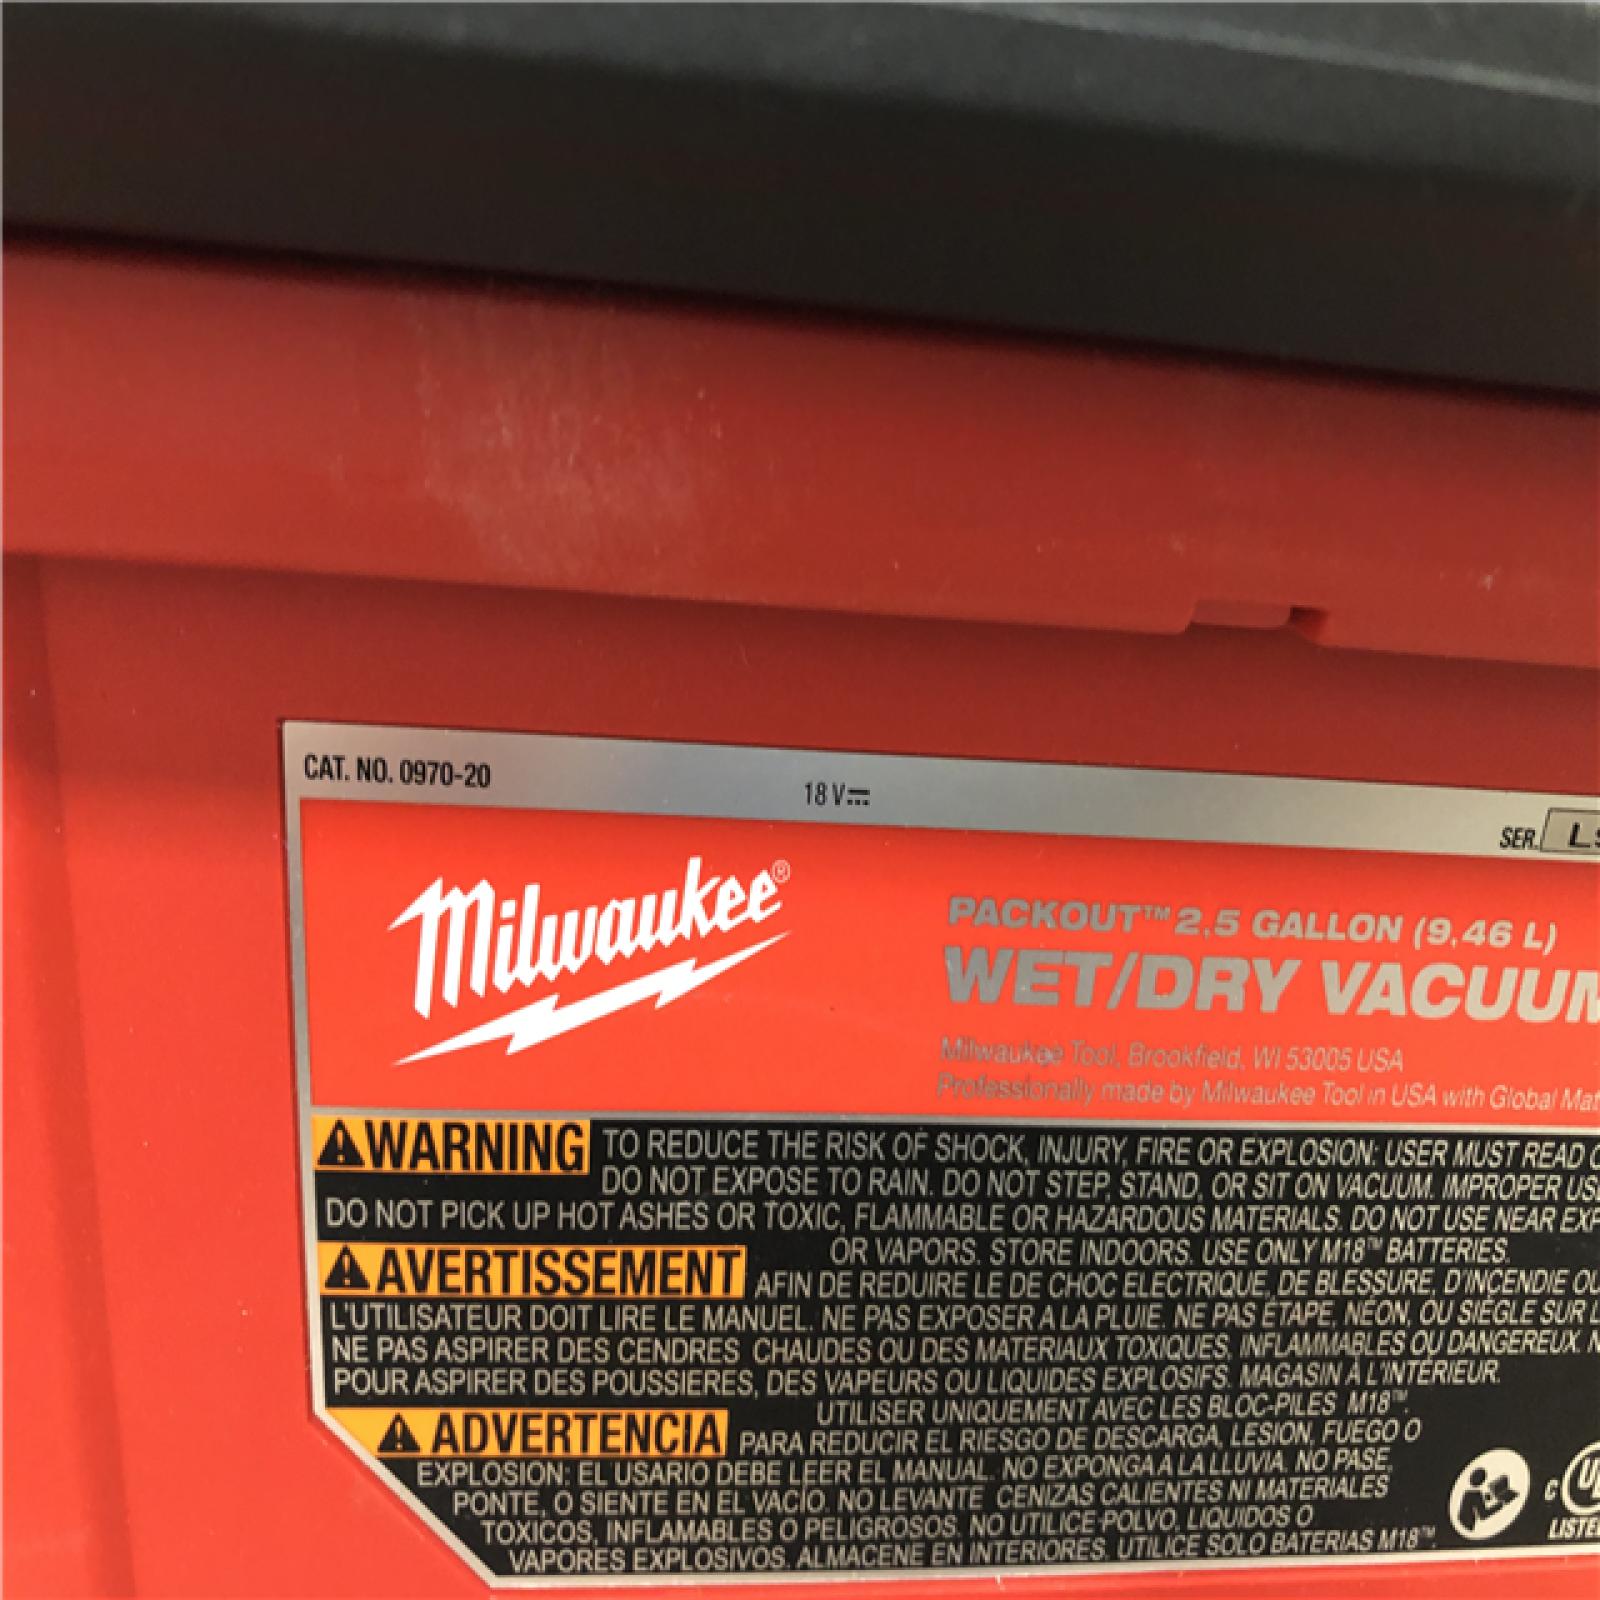 CAT. NO. 0970-20
18 V
SER.
Milwaukee®
PACKOUT™ 2.5 GALLON (9.46 L)
WET/DRY VACUUM
Milwaukee Tool, Brookfield, WI 53005 USA
Professionally made by Milwaukee Tool in USA with Global
⚠WARNING TO REDUCE THE RISK OF SHOCK, INJURY, FIRE OR EXPLOSION: USER MUST READ
DO NOT EXPOSE TO RAIN. DO NOT STEP, STAND, OR SIT ON VACUUM. IMPROPER
DO NOT PICK UP HOT ASHES OR TOXIC, FLAMMABLE OR HAZARDOUS MATERIALS. DO NOT USE NEAR
OR VAPORS. STORE INDOORS. USE ONLY M18™ BATTERIES.
⚠AVERTISSEMENT AFIN DE REDUIRE LE DE CHOC ELECTRIQUE, DE BLESSURE, D'INCENDIE OU
L'UTILISATEUR DOIT LIRE LE MANUEL. NE PAS EXPOSER A LA PLUIE. NE PAS ÉTAPE, NÉON, OU SIÈGLE SUR
NE PAS ASPIRER DES CENDRES CHAUDES OU DES MATERIAUX TOXIQUES, INFLAMMABLES OU DANGEREUX.
POUR ASPIRER DES POUSSIERES, DES VAPEURS OU LIQUIDES EXPLOSIFS. MAGASIN À L'INTÉRIEUR.
UTILISER UNIQUEMENT AVEC LES BLOC-PILES M18™.
⚠ADVERTENCIA PARA REDUCIR EL RIESGO DE DESCARGA, LESION, FUEGO O
EXPLOSION: EL USARIO DEBE LEER EL MANUAL. NO EXPONGA A LA LLUVIA. NO PASE,
PONTE, O SIENTE EN EL VACÍO. NO LEVANTE CENIZAS CALIENTES NI MATERIALES
TOXICOS, INFLAMABLES O PELIGROSOS. NO UTILICE POLVO, LIQUIDOS O
VAPORES EXPLOSIVOS. ALMACENE EN INTERIORES. UTILICE SOLO BATERIAS M18™.
C